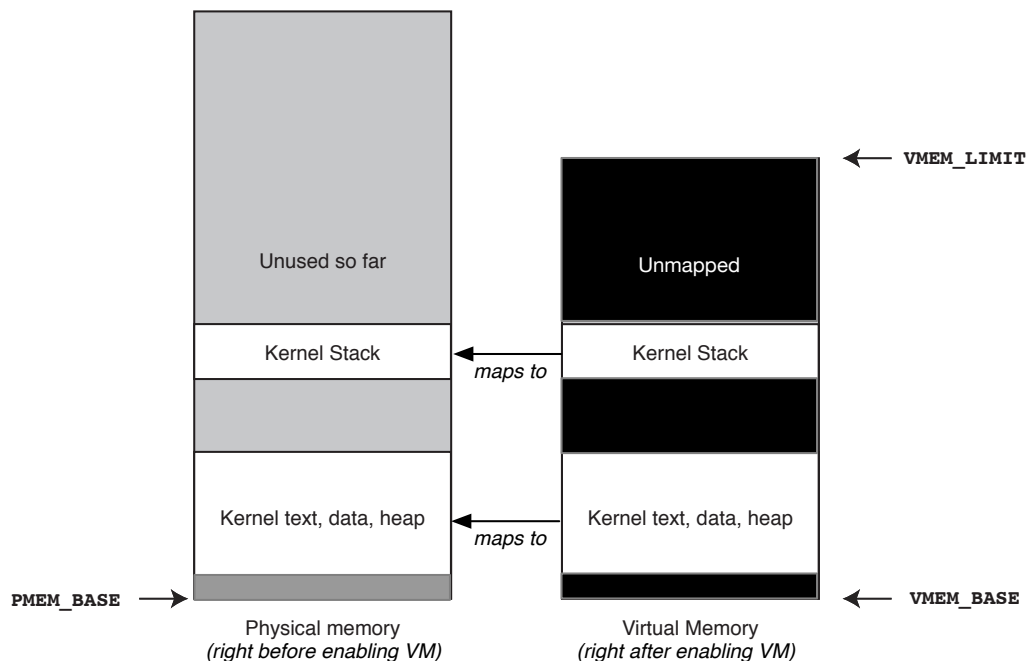 VMEM_LIMIT
Unused so far
Unmapped
Kernel Stack
Kernel Stack
maps to
Kernel text, data, heap
Kernel text, data, heap
maps to
PMEM_BASE
VMEM_BASE
Physical memory
(right before enabling VM)
Virtual Memory
(right after enabling VM)